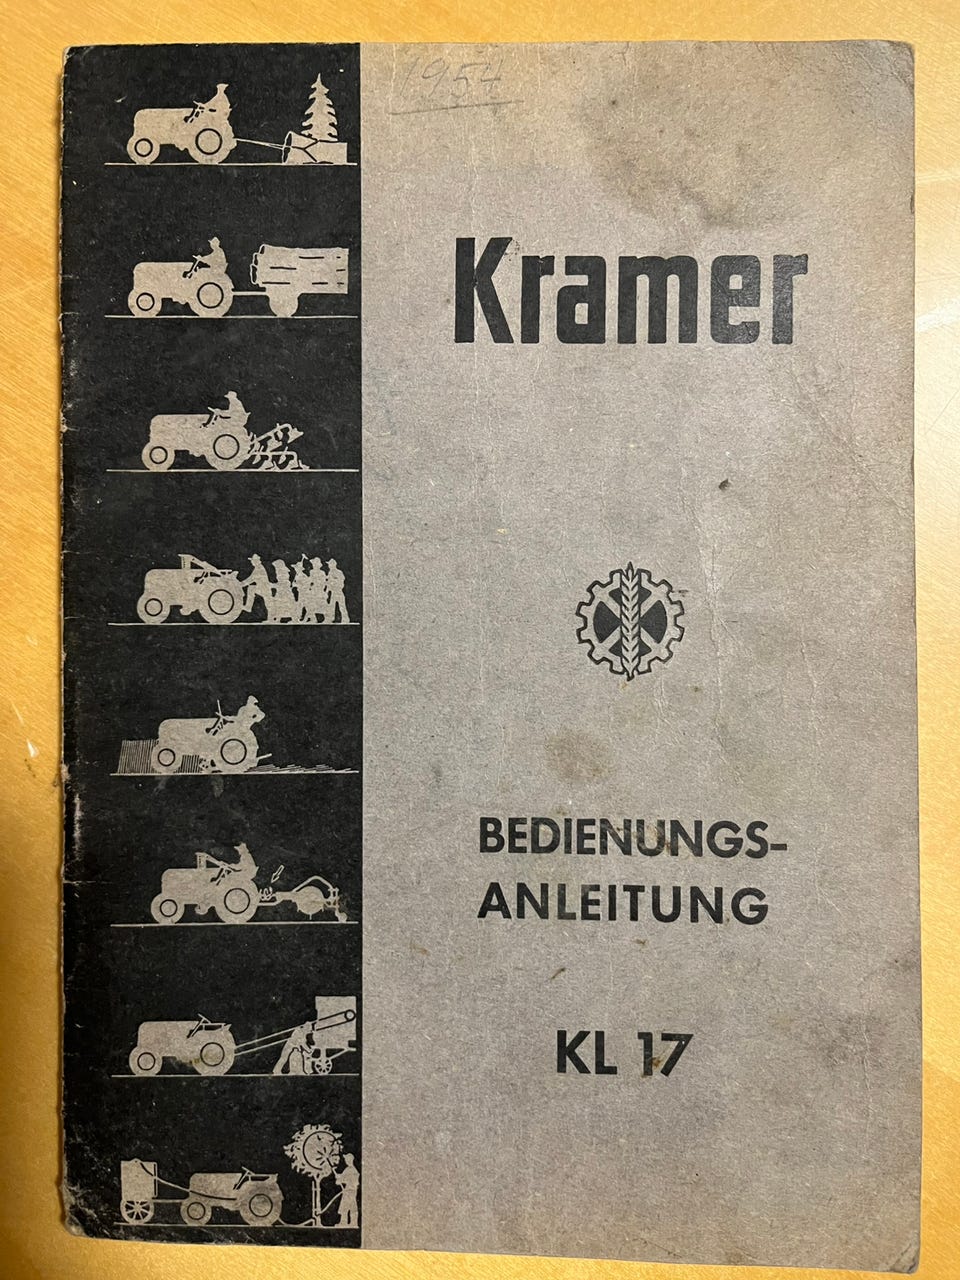 1954
Kramer
BEDIENUNGS-
ANLEITUNG
KL 17